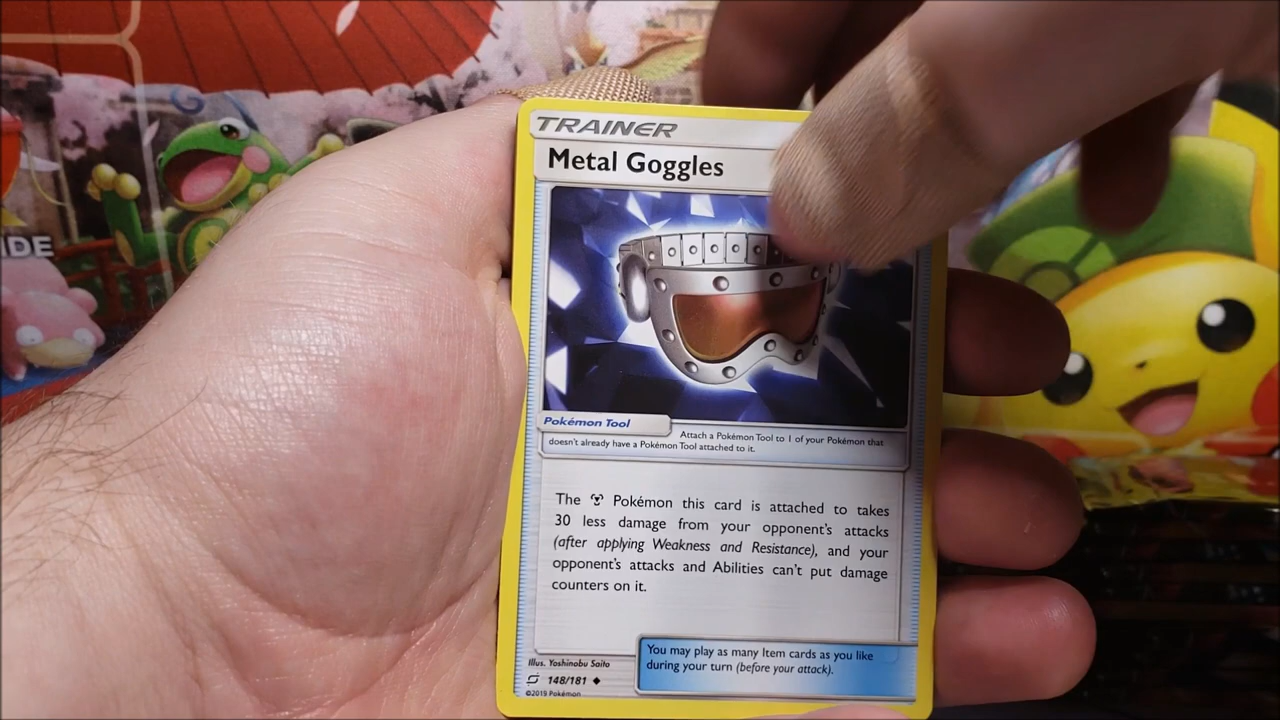 TRAINER
Metal Goggles
IDE
Pokémon Tool
Attach a Pokémon Tool to 1 of your Pokémon that
doesn't already have a Pokémon Tool attached to it.
The Pokémon this card is attached to takes
30 less damage from your opponent's attacks
(after applying Weakness and Resistance), and your
opponent's attacks and Abilities can't put damage
counters on it.
You may play as many Item cards as you like
during your turn (before your attack).
Illus. Yoshinobu Saito
148/181
©2019 Pokémon